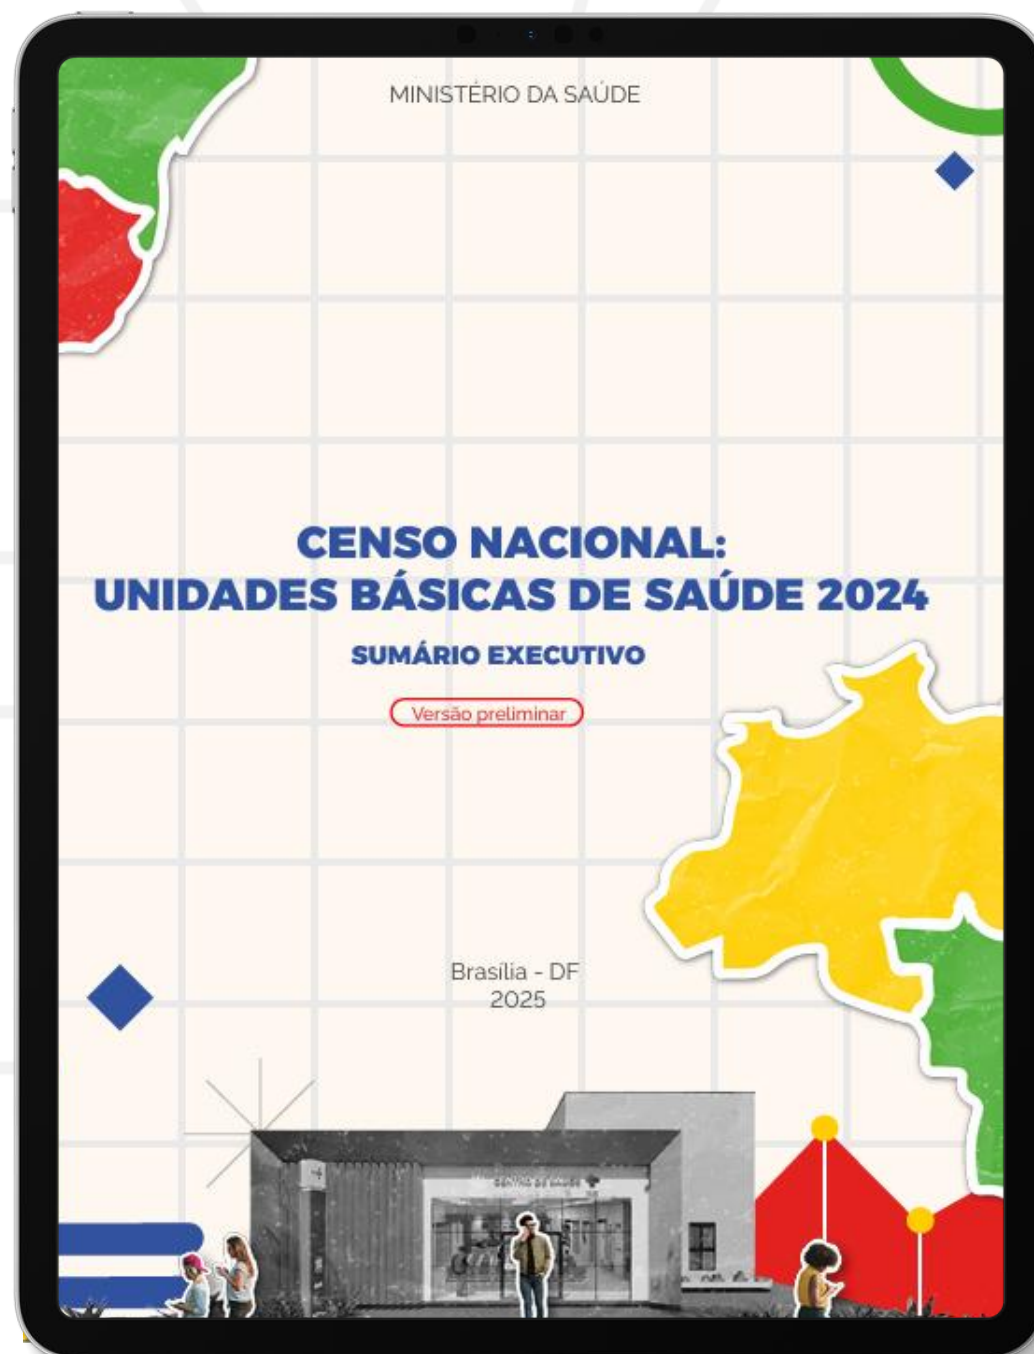 MINISTÉRIO DA SAÚDE
CENSO NACIONAL:
UNIDADES BÁSICAS DE SAÚDE 2024
SUMÁRIO EXECUTIVO
Versão preliminar
Brasília - DF
2025
CENTRO DE SAÚDE